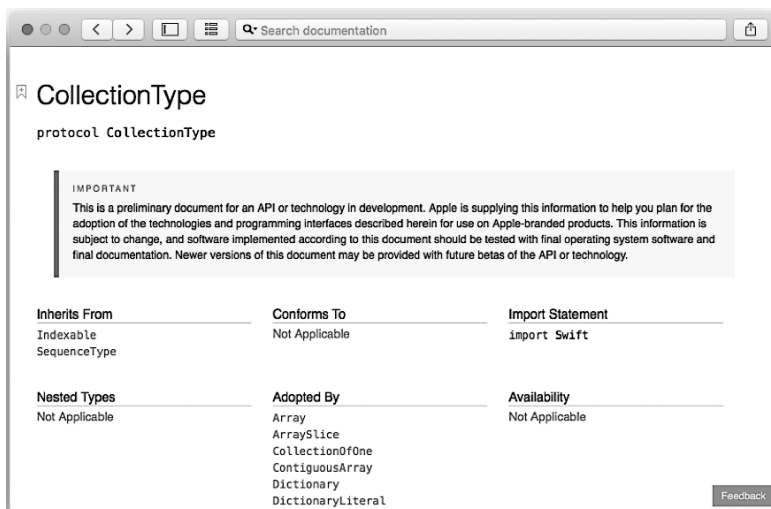 Search documentation
CollectionType
protocol CollectionType
IMPORTANT
This is a preliminary document for an API or technology in development. Apple is supplying this information to help you plan for the
adoption of the technologies and programming interfaces described herein for use on Apple-branded products. This information is
subject to change, and software implemented according to this document should be tested with final operating system software and
final documentation. Newer versions of this document may be provided with future betas of the API or technology.
Inherits From
Indexable
SequenceType
Conforms To
Not Applicable
Import Statement
import Swift
Nested Types
Not Applicable
Adopted By
Array
ArraySlice
CollectionOfOne
ContiguousArray
Dictionary
DictionaryLiteral
Availability
Not Applicable
Feedback